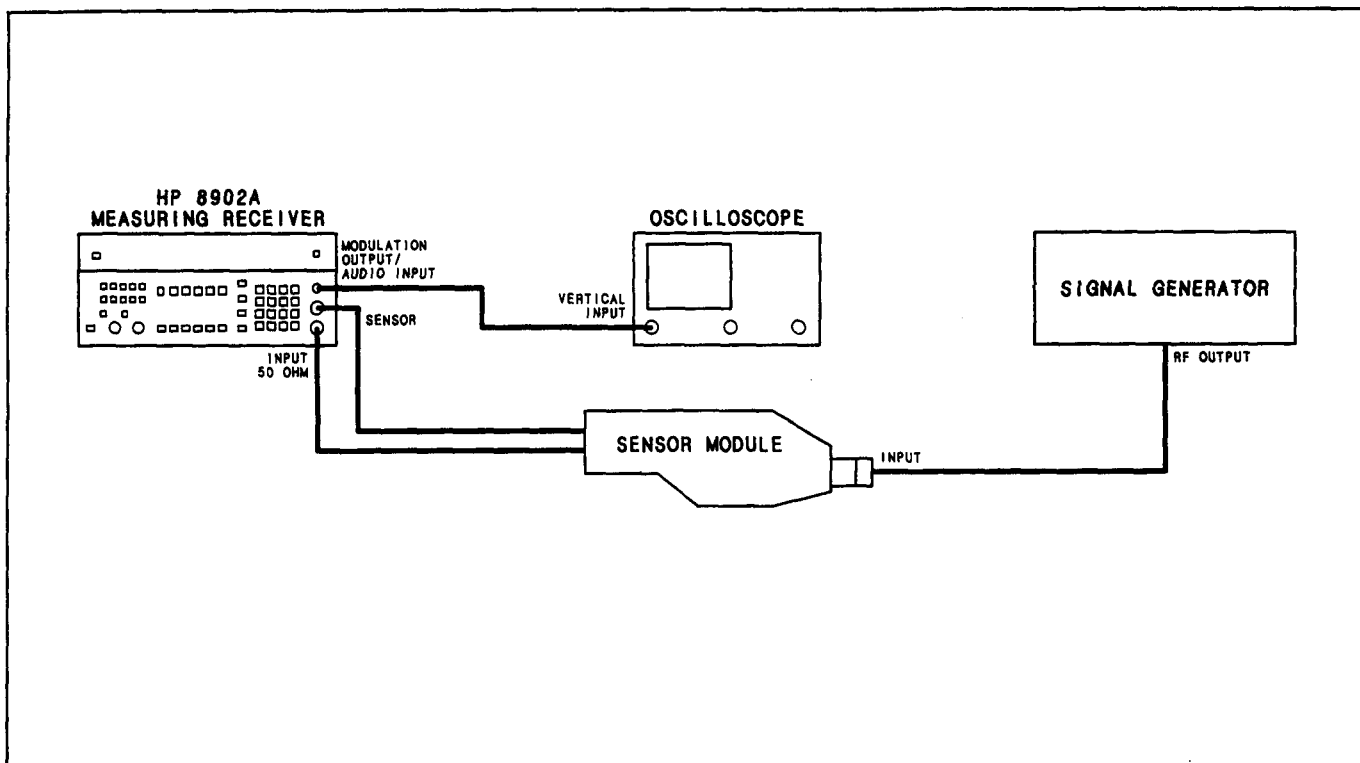 HP 8902A
MEASURING RECEIVER
MODULATION
OUTPUT/
AUDIO INPUT
SENSOR
INPUT
50 OHM
OSCILLOSCOPE
VERTICAL
INPUT
SIGNAL GENERATOR
RF OUTPUT
SENSOR MODULE
INPUT